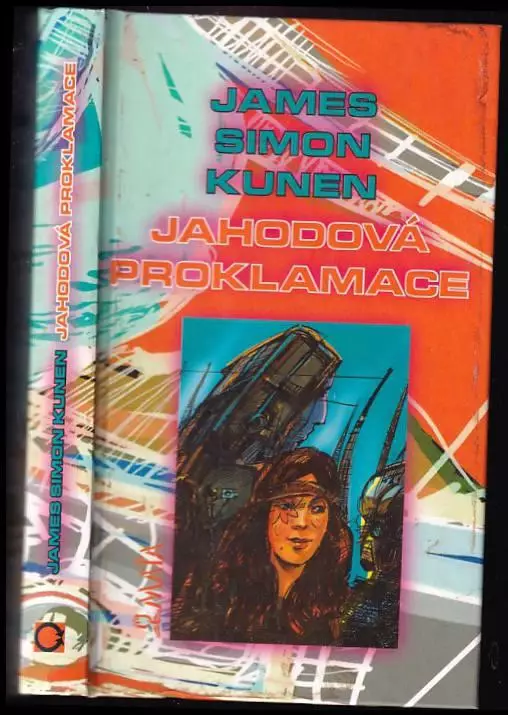 JAMES
SIMON
KUNEN
JAHODOVÁ
PROKLAMACE
JAMES SIMON KUNEN JAHODOVÁ PROKLAMACE